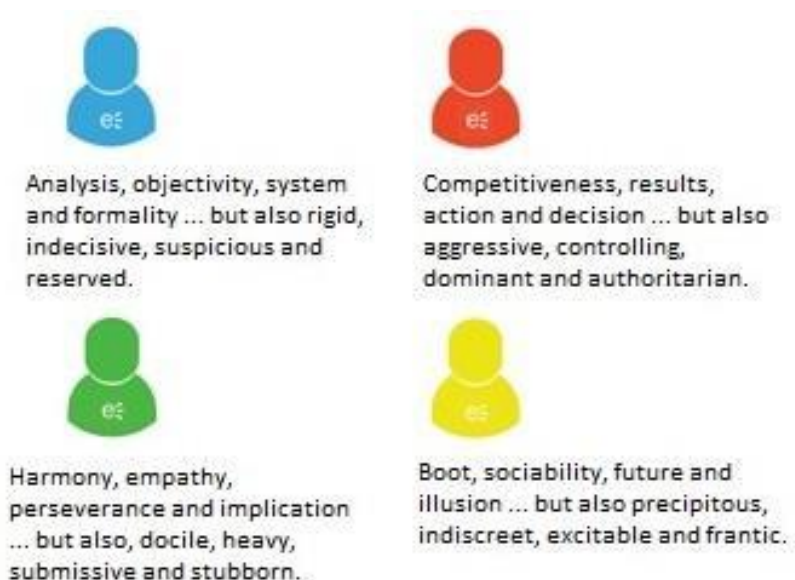 Analysis, objectivity, system
and formality ... but also rigid,
indecisive, suspicious and
reserved.
Competitiveness, results,
action and decision ... but also
aggressive, controlling,
dominant and authoritarian.
Harmony, empathy,
perseverance and implication
... but also, docile, heavy,
submissive and stubborn.
Boot, sociability, future and
illusion ... but also precipitous,
indiscreet, excitable and frantic.